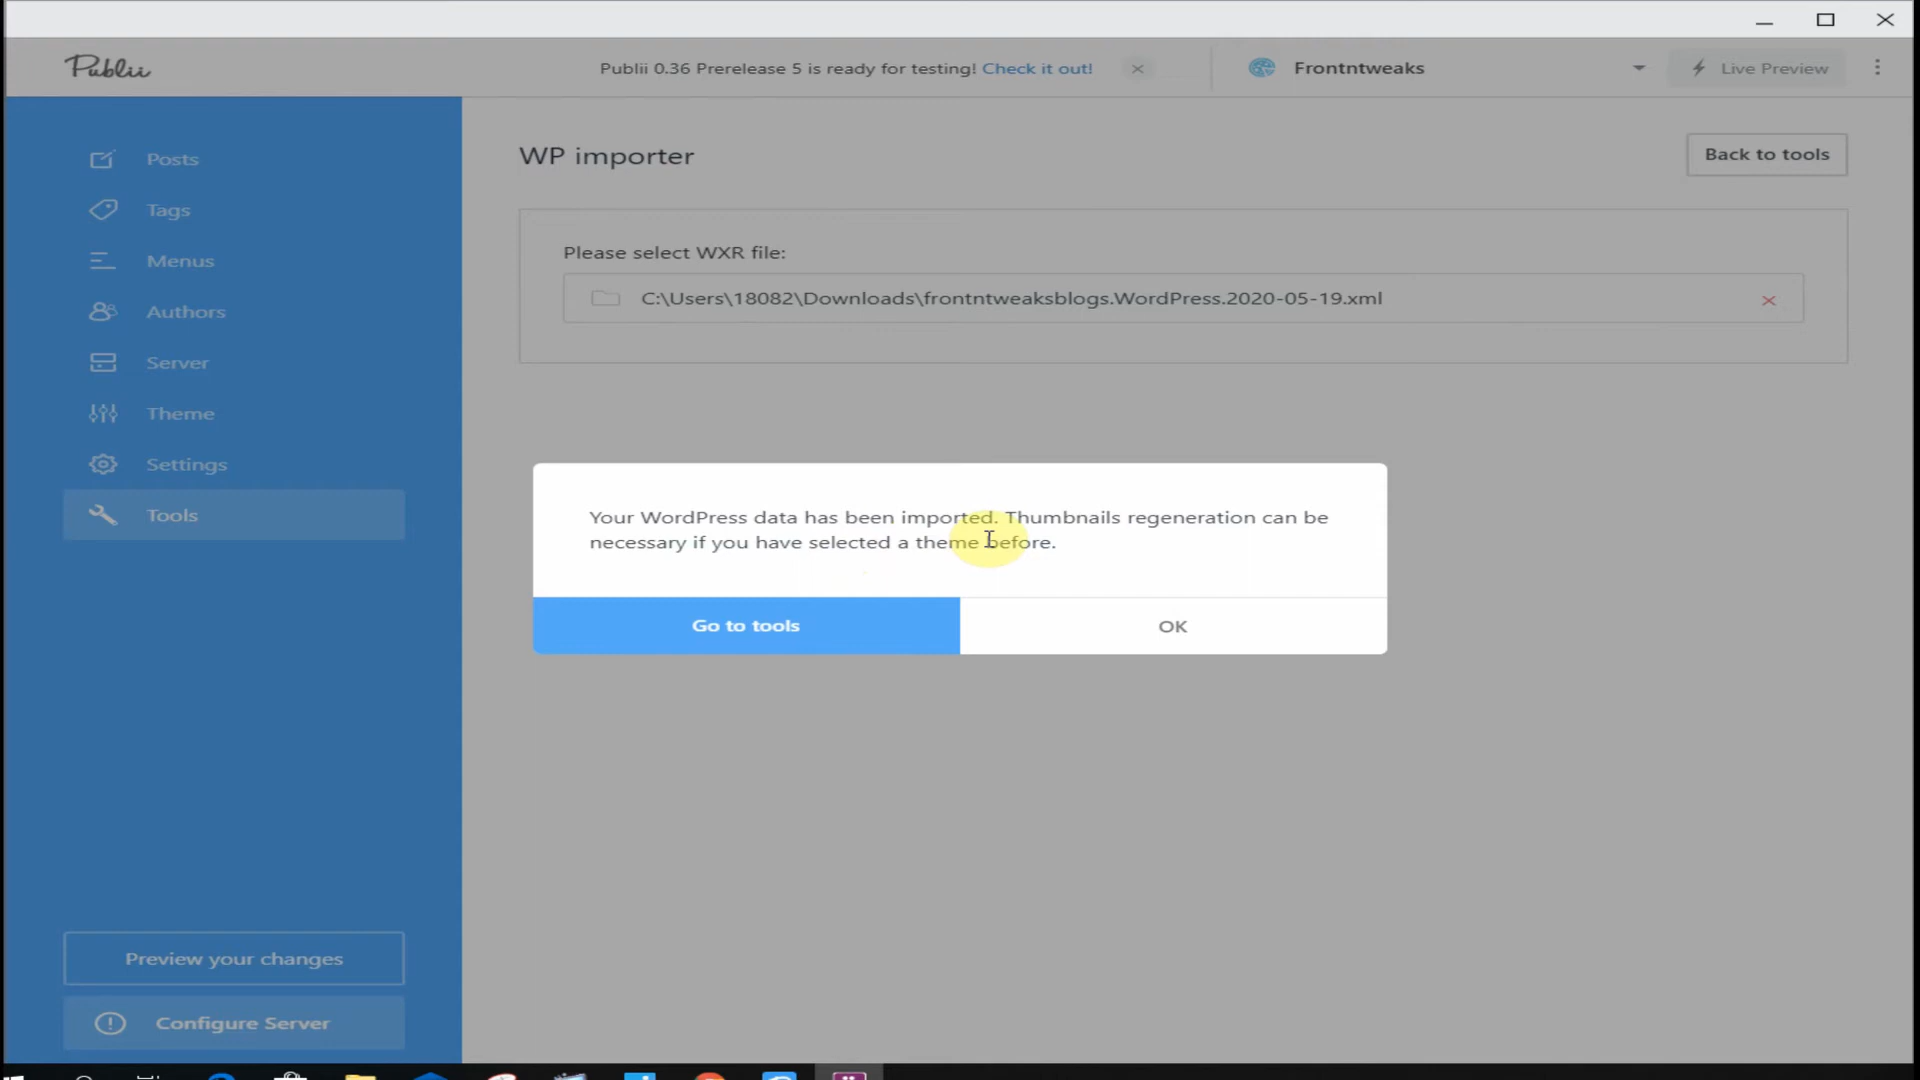 Publii
Publii 0.36 Prerelease 5 is ready for testing! Check it out!
Frontntweaks
Live Preview
Posts
Tags
Menus
Authors
Server
Theme
Settings
Tools
Preview your changes
Configure Server
WP importer
Back to tools
Please select WXR file:
C:\Users\18082\Downloads\frontntweaksblogs.WordPress.2020-05-19.xml
Your WordPress data has been imported. Thumbnails regeneration can be
necessary if you have selected a theme before.
Go to tools
OK